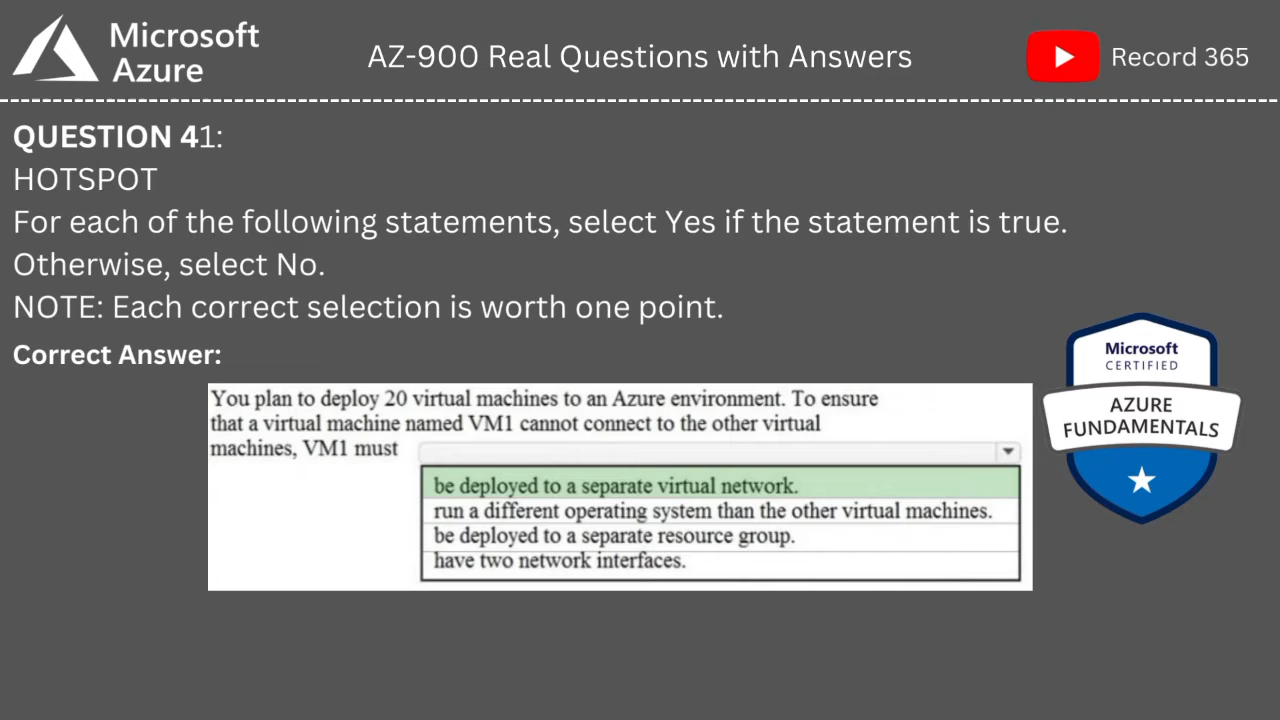 Microsoft
Azure
AZ-900 Real Questions with Answers
Record 365
QUESTION 41:
HOTSPOT
For each of the following statements, select Yes if the statement is true.
Otherwise, select No.
NOTE: Each correct selection is worth one point.
Correct Answer:
You plan to deploy 20 virtual machines to an Azure environment. To ensure
that a virtual machine named VM1 cannot connect to the other virtual
machines, VM1 must
be deployed to a separate virtual network.
run a different operating system than the other virtual machines.
be deployed to a separate resource group.
have two network interfaces.
Microsoft
CERTIFIED
AZURE
FUNDAMENTALS